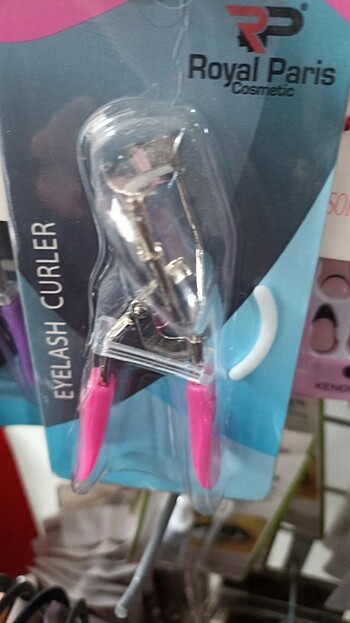 RP®
Royal Paris
Cosmetic
EYELASH CURLER